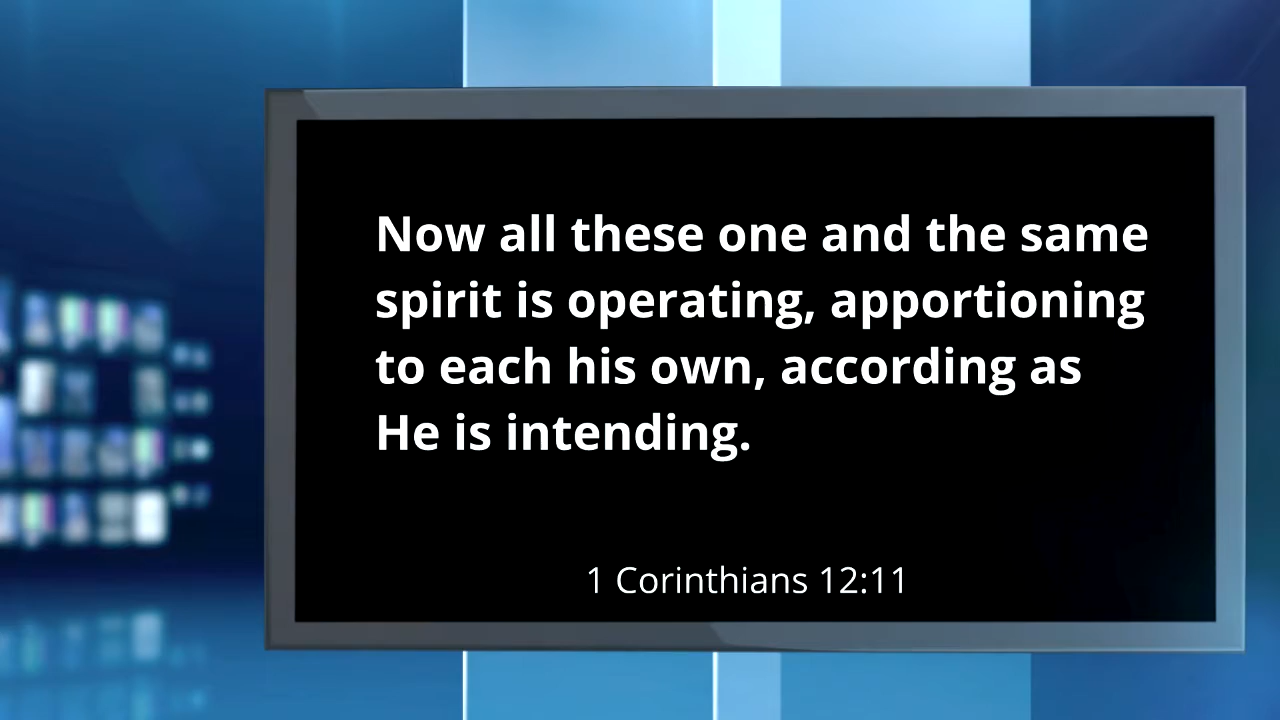 Now all these one and the same
spirit is operating, apportioning
to each his own, according as
He is intending.
1 Corinthians 12:11